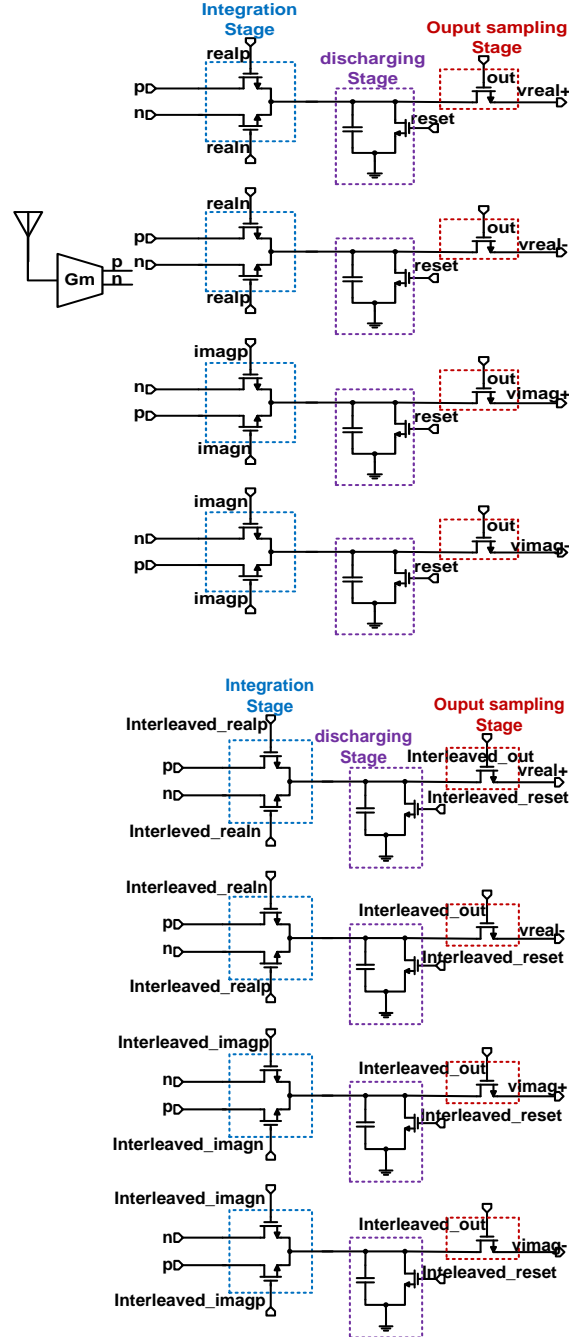 Integration
Stage
Ouput sampling
Stage
realp
discharging
Stage
out
p
vreal+
n
reset
realn
realn
out
p
vreal-
n
reset
realp
p
Gm
n
imagp
out
n
vimag+
p
reset
imagn
imagn
out
n
vimag-
p
reset
imagp
Integration
Stage
Ouput sampling
Stage
Interleaved_realp
discharging
Stage
Interleaved_out
p
vreal+
n
Interleaved_reset
Interleved_realn
Interleaved_realn
Interleaved_out
p
vreal-
n
Interleaved_reset
Interleaved_realp
Interleaved_imagp
Interleaved_out
n
vimag+
p
Interleaved_reset
Interleaved_imagn
Interleaved_imagn
Interleaved_out
n
vimag-
p
Inteleaved_reset
Interleaved_imagp